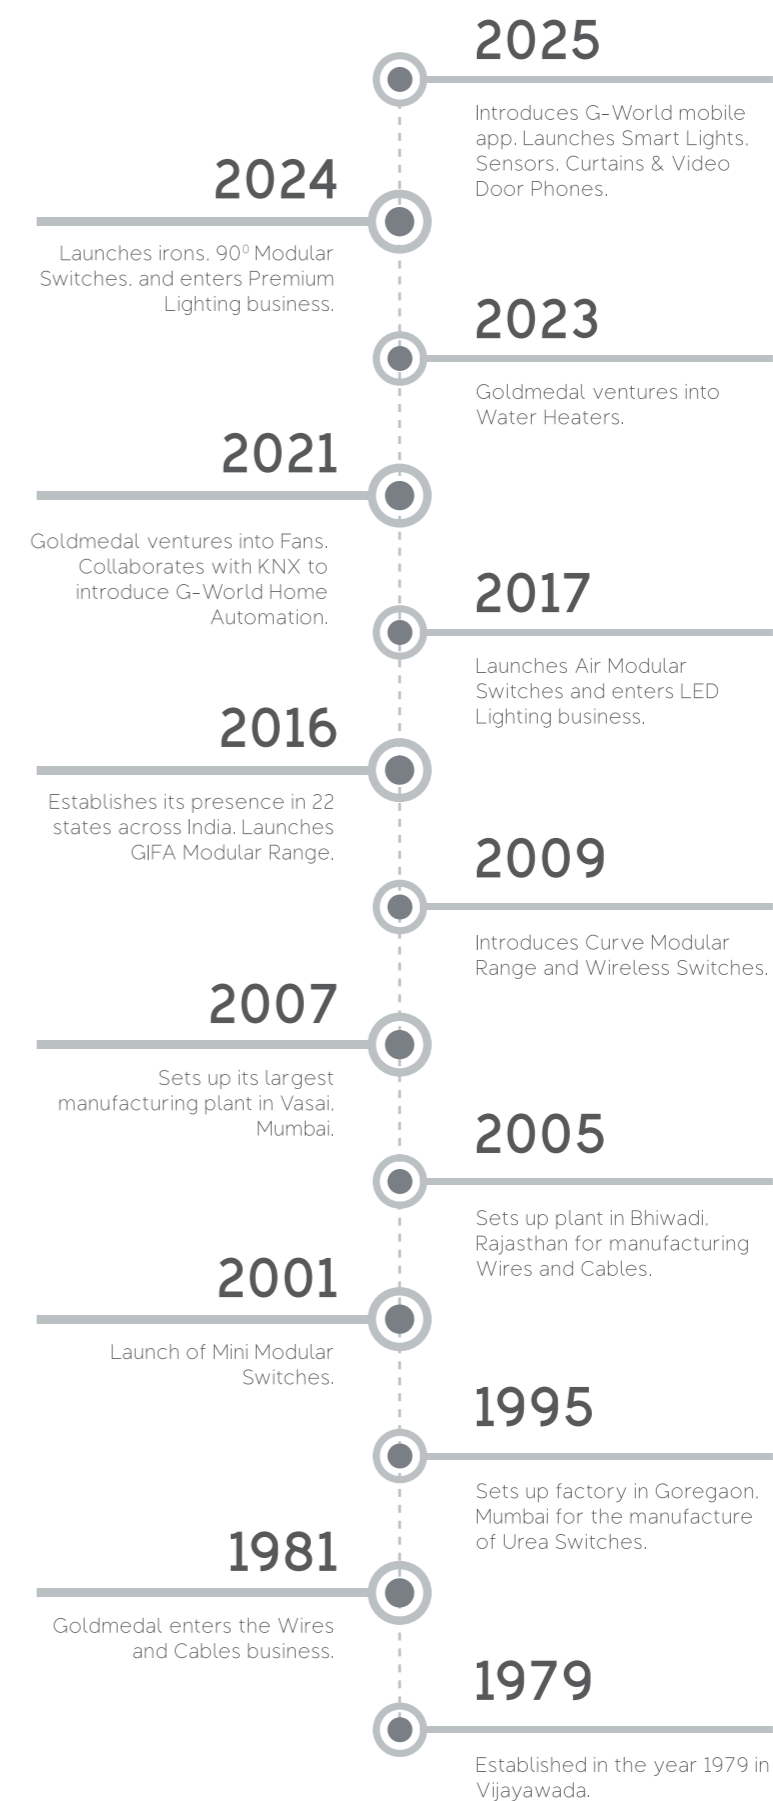 2025
Introduces G-World mobile
app. Launches Smart Lights,
Sensors, Curtains & Video
Door Phones.
2024
Launches irons, 90⁰ Modular
Switches, and enters Premium
Lighting business.
2023
Goldmedal ventures into
Water Heaters.
2021
Goldmedal ventures into Fans.
Collaborates with KNX to
introduce G-World Home
Automation.
2017
Launches Air Modular
Switches and enters LED
Lighting business.
2016
Establishes its presence in 22
states across India. Launches
GIFA Modular Range.
2009
Introduces Curve Modular
Range and Wireless Switches.
2007
Sets up its largest
manufacturing plant in Vasai,
Mumbai.
2005
Sets up plant in Bhiwadi,
Rajasthan for manufacturing
Wires and Cables.
2001
Launch of Mini Modular
Switches.
1995
Sets up factory in Goregaon,
Mumbai for the manufacture
of Urea Switches.
1981
Goldmedal enters the Wires
and Cables business.
1979
Established in the year 1979 in
Vijayawada.